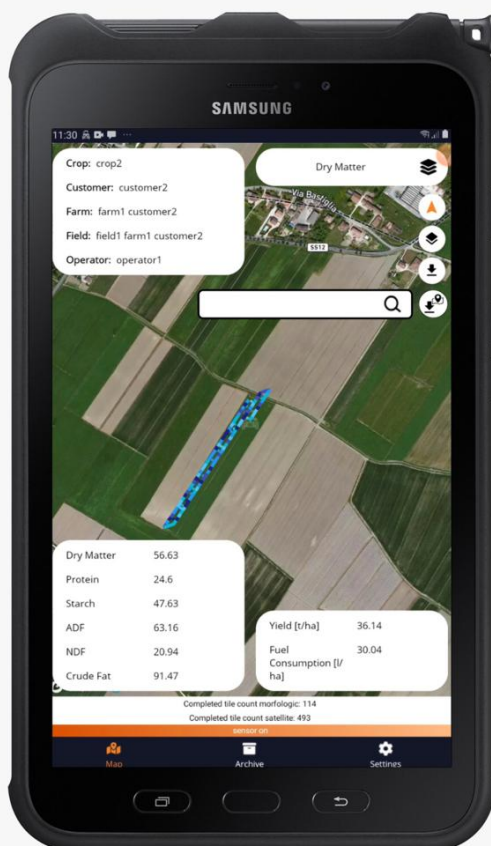 SAMSUNG
11:30
Crop: crop2
Customer: customer2
Farm: farm1 customer2
Field: field1 farm1 customer2
Operator: operator1
Dry Matter
Via Bastiglia
SS12
Dry Matter 56.63
Protein 24.6
Starch 47.63
ADF 63.16
NDF 20.94
Crude Fat 91.47
Yield [t/ha] 36.14
Fuel 30.04
Consumption [l/
ha]
Completed tile count morfologic: 114
Completed tile count satellite: 493
sensor on
Map
Archive
Settings